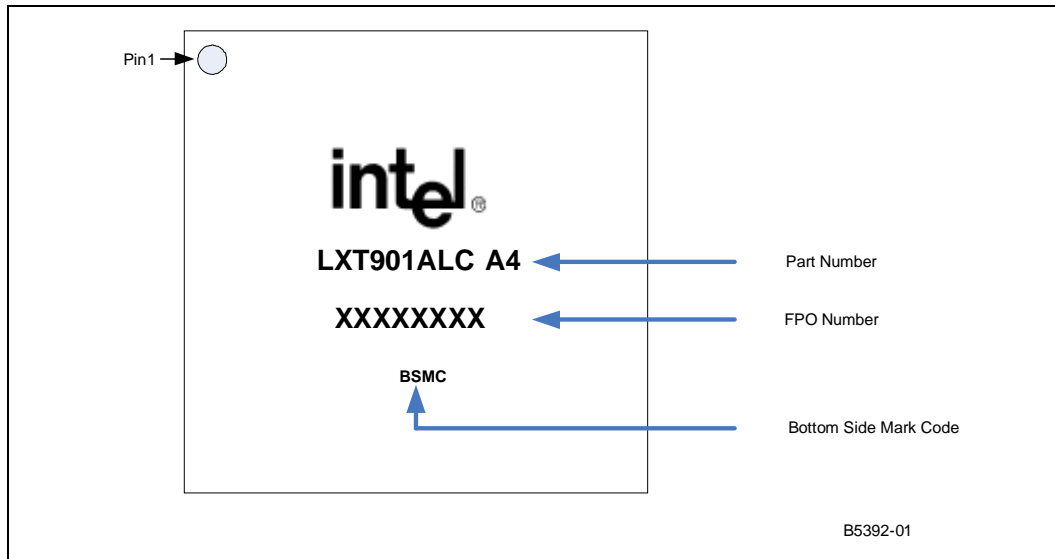 Pin1
intel®
LXT901ALC A4
Part Number
XXXXXXXX
FPO Number
BSMC
Bottom Side Mark Code
B5392-01